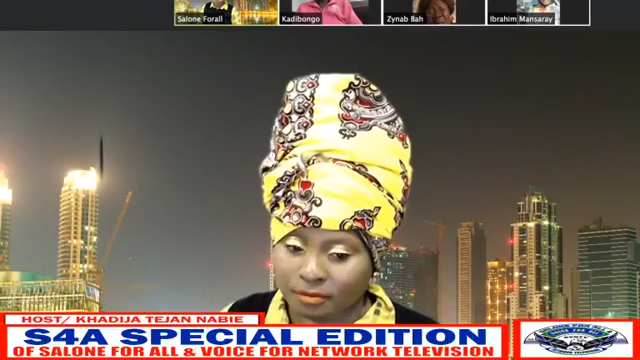 Salone Forall
Kadibongo
Zynab Bah
Ibrahim Mansaray
HOST/ KHADIJA TEJAN NABIE
S4A SPECIAL EDITION
OF SALONE FOR ALL & VOICE FOR NETWORK TELEVISION